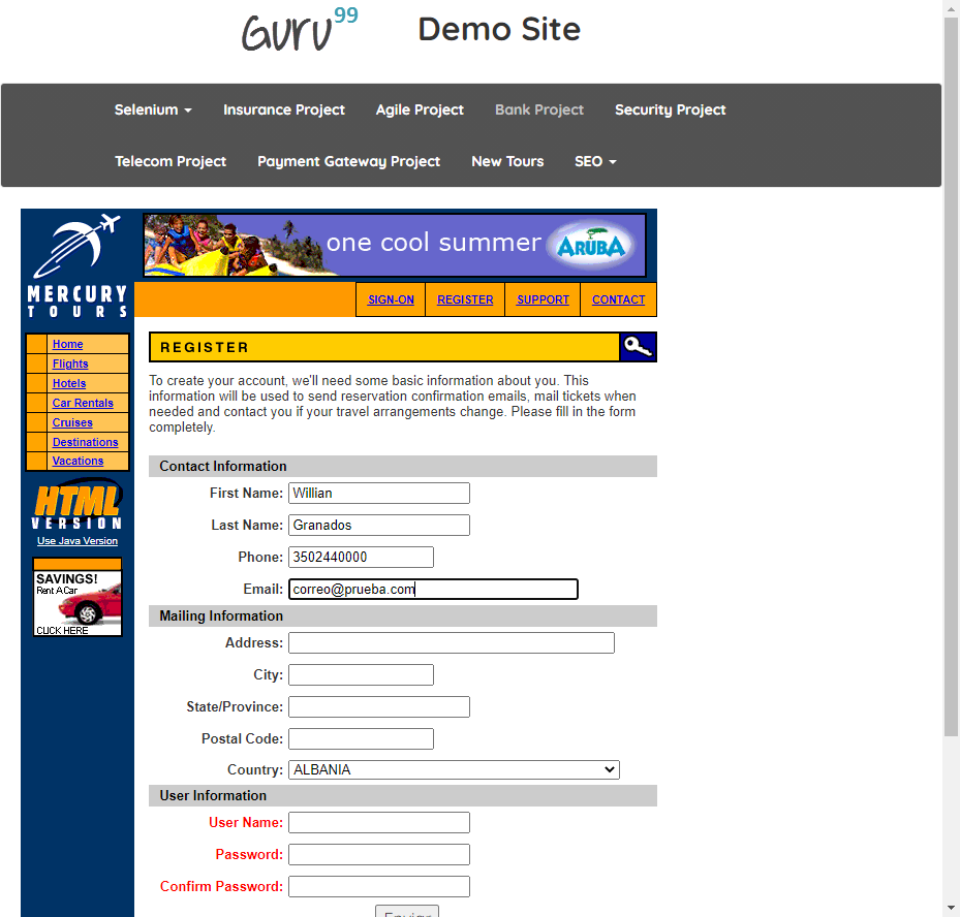 Guru99 Demo Site
Selenium Insurance Project Agile Project Bank Project Security Project
Telecom Project Payment Gateway Project New Tours SEO
one cool summer ARUBA
MERCURY
TOURS
SIGN-ON REGISTER SUPPORT CONTACT
Home
Flights
Hotels
Car Rentals
Cruises
Destinations
Vacations
HTML
VERSION
Use Java Version
SAVINGS!
Rent A Car
CLICK HERE
REGISTER
To create your account, we'll need some basic information about you. This
information will be used to send reservation confirmation emails, mail tickets when
needed and contact you if your travel arrangements change. Please fill in the form
completely.
Contact Information
First Name: Willian
Last Name: Granados
Phone: 3502440000
Email: correo@prueba.com
Mailing Information
Address:
City:
State/Province:
Postal Code:
Country: ALBANIA
User Information
User Name:
Password:
Confirm Password:
Enviar